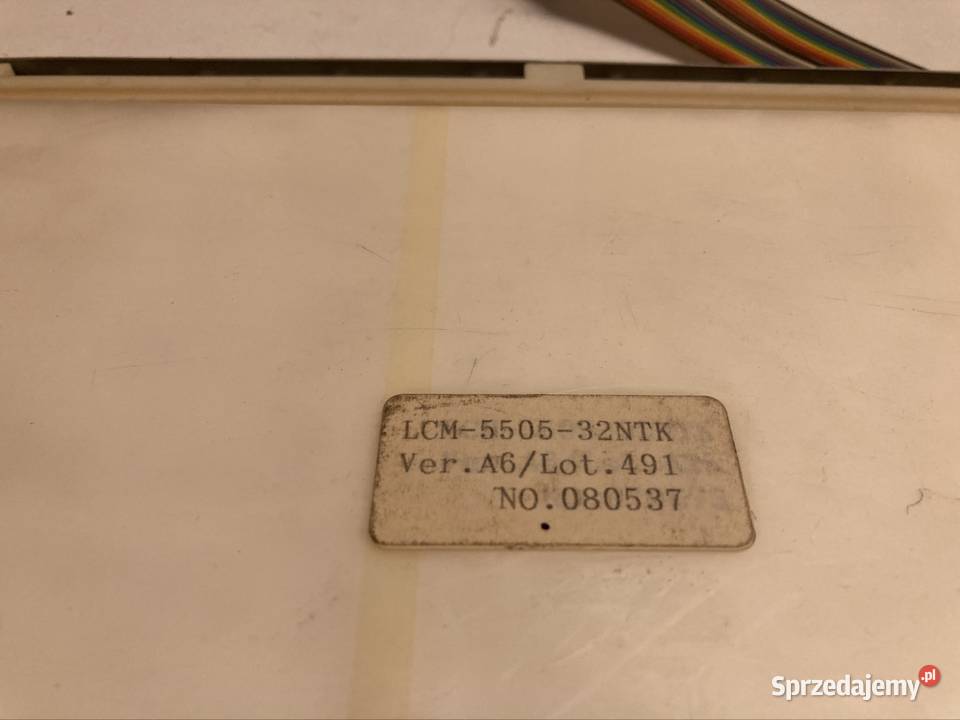 LCM-5505-32NTK
Ver.A6/Lot.491
NO.080537
Sprzedajemy.pl